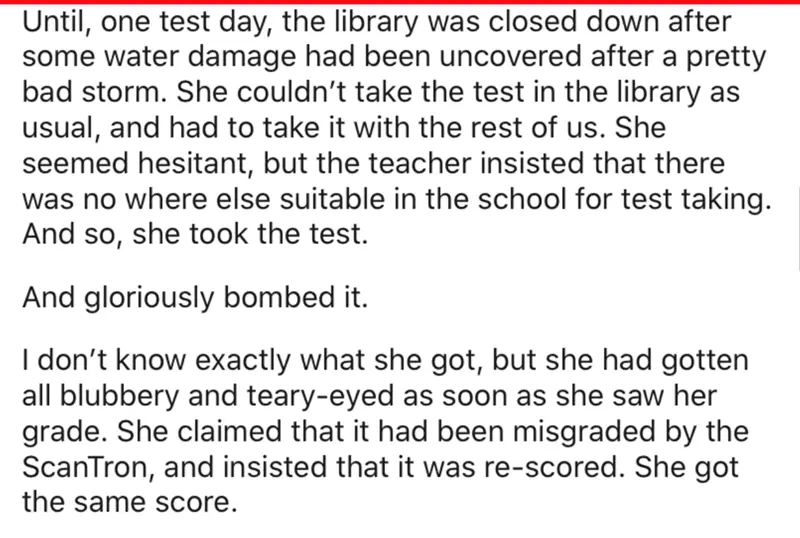 Until, one test day, the library was closed down after
some water damage had been uncovered after a pretty
bad storm. She couldn’t take the test in the library as
usual, and had to take it with the rest of us. She
seemed hesitant, but the teacher insisted that there
was no where else suitable in the school for test taking.
And so, she took the test.
And gloriously bombed it.
I don’t know exactly what she got, but she had gotten
all blubbery and teary-eyed as soon as she saw her
grade. She claimed that it had been misgraded by the
ScanTron, and insisted that it was re-scored. She got
the same score.